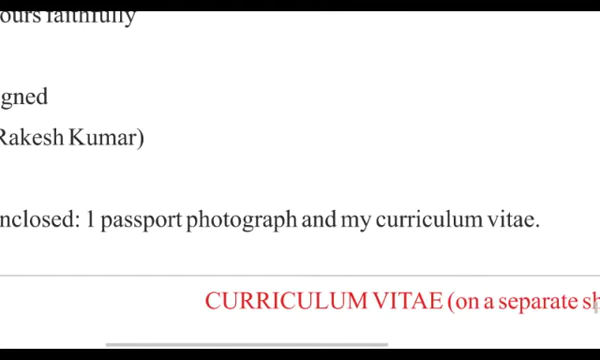 ours faithfully
gned
Rakesh Kumar)
nclosed: 1 passport photograph and my curriculum vitae.
CURRICULUM VITAE (on a separate sh